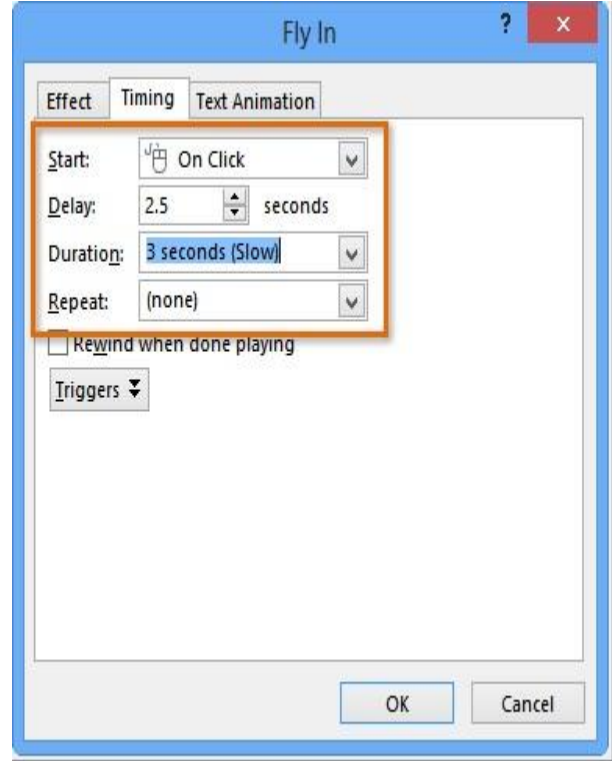 Fly In ?
Effect Timing Text Animation
Start: On Click
Delay: 2.5 seconds
Duration: 3 seconds (Slow)
Repeat: (none)
Rewind when done playing
Triggers
OK Cancel